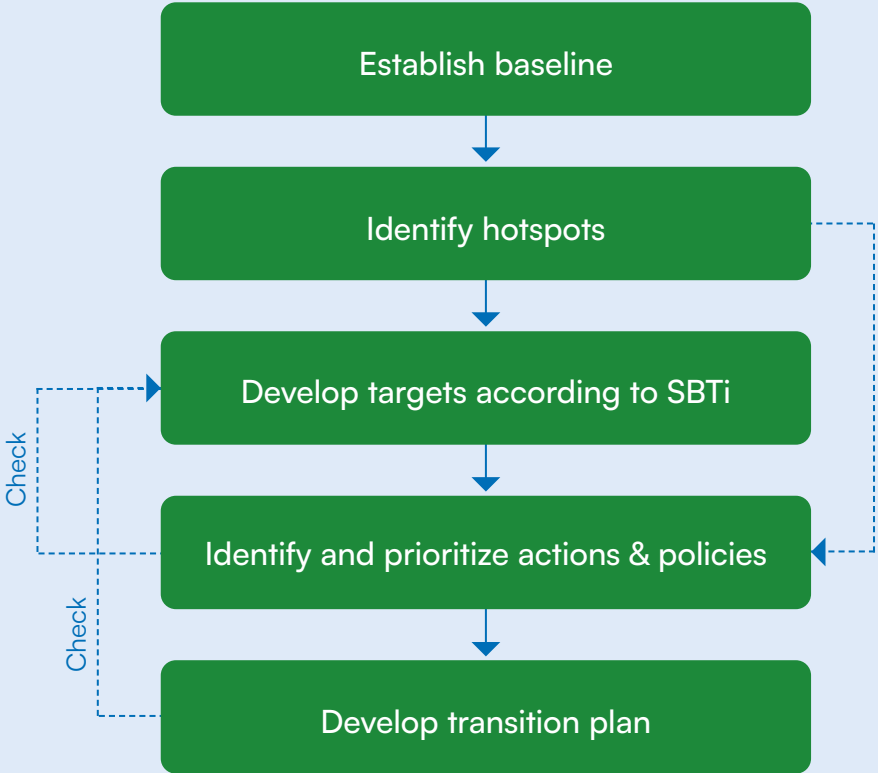 Establish baseline
Identify hotspots
Develop targets according to SBTi
Check
Identify and prioritize actions & policies
Check
Develop transition plan